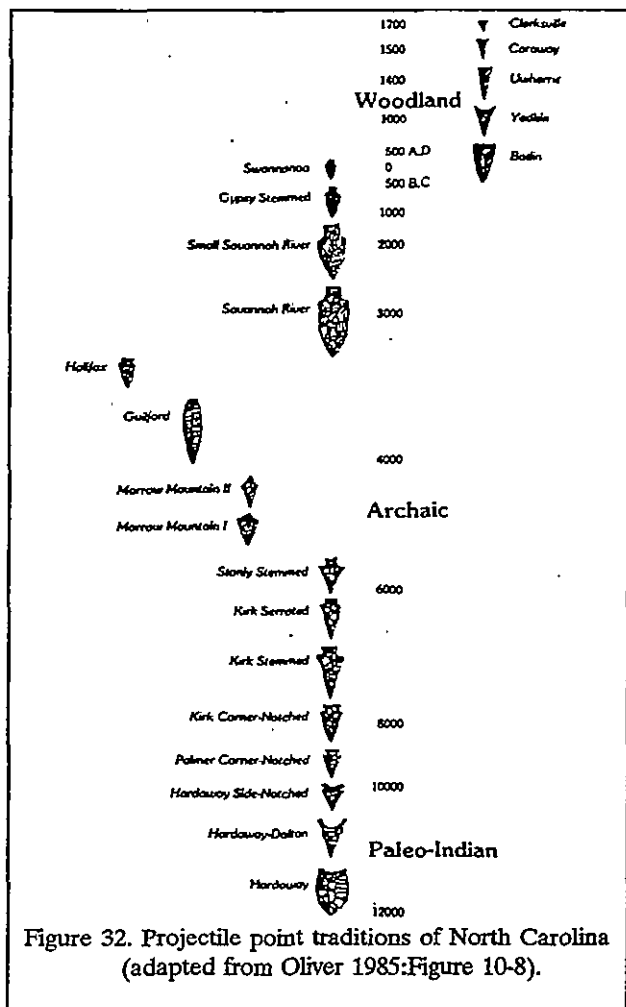 1700 Clarksville
1500 Caraway
1400 Uwharrie
Woodland
1000 Yadkin
500 A.D Badin
Swannanoa 0
500 B.C
Gypsy Stemmed
1000
Small Savannah River 2000
Savannah River 3000
Halifax
Guilford
4000
Morrow Mountain II
Archaic
Morrow Mountain I
Stanly Stemmed
6000
Kirk Serrated
Kirk Stemmed
Kirk Corner-Notched 8000
Palmer Corner-Notched
10000
Hardaway Side-Notched
Hardaway-Dalton
Paleo-Indian
Hardaway
12000
Figure 32. Projectile point traditions of North Carolina
(adapted from Oliver 1985:Figure 10-8).